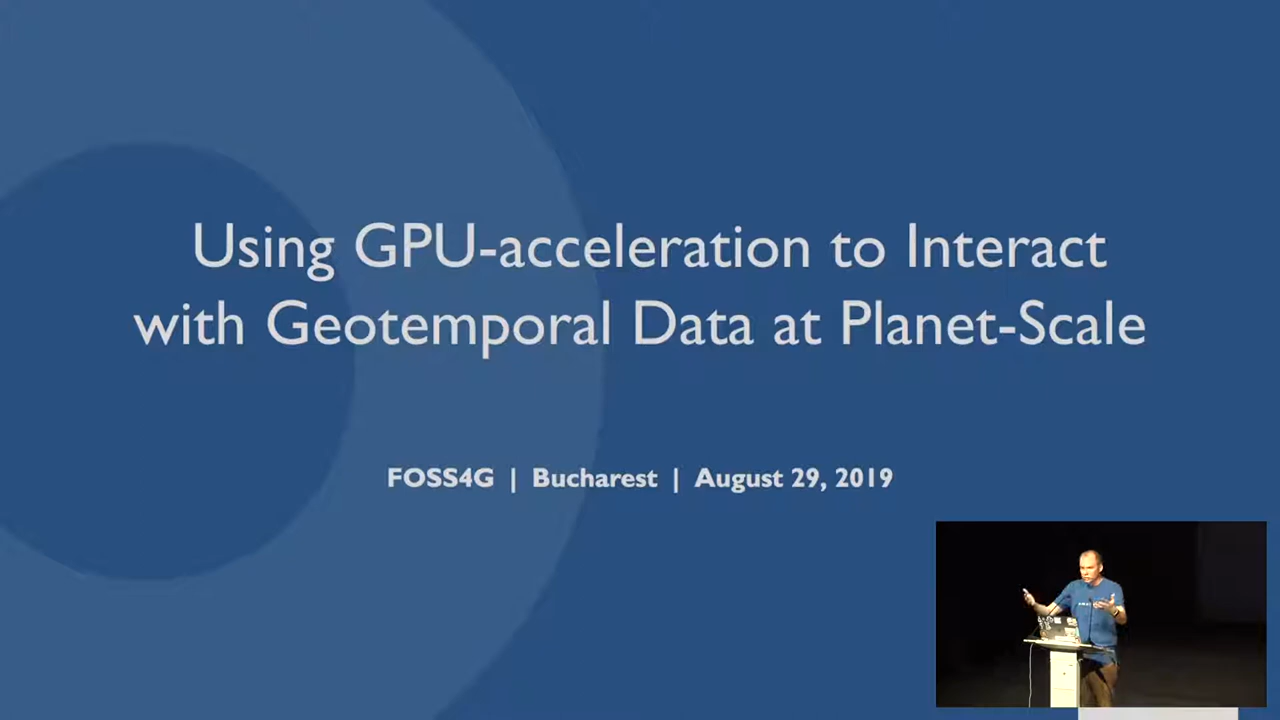 Using GPU-acceleration to Interact
with Geotemporal Data at Planet-Scale
FOSS4G | Bucharest | August 29, 2019